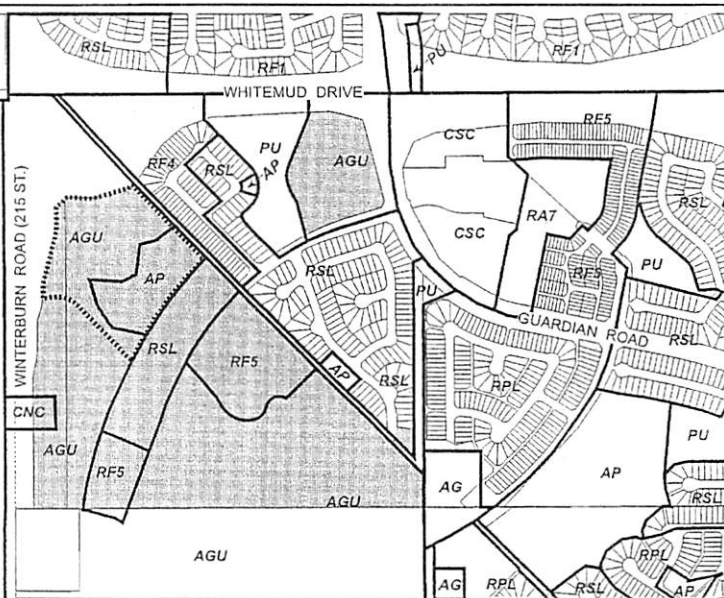 RSL
RF1
PU
RF1
WHITEMUD DRIVE
RF4
RSL
AP
PU
AGU
CSC
RF5
WINTERBURN ROAD (215 ST.)
AGU
AP
CSC
RA7
RSL
RSL
PU
RF5
PU
RSL
RF5
GUARDIAN ROAD
RSL
AP
RSL
RPL
CNC
AGU
RF5
AP
PU
AG
RSL
AGU
AGU
RPL
AG
RPL
RSL
AP